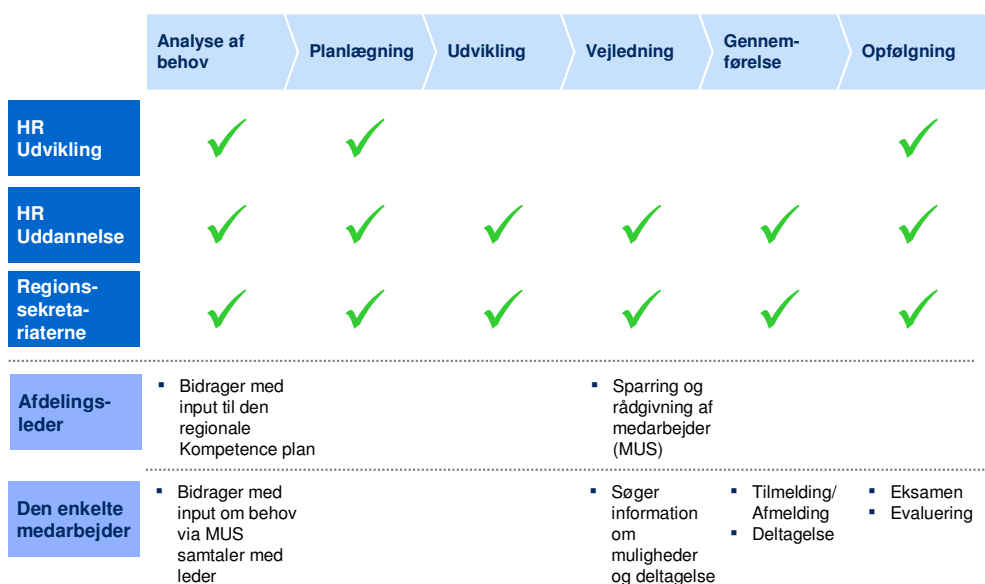 Analyse af
behov
Planlægning
Udvikling
Vejledning
Gennem-
førelse
Opfølgning
HR
Udvikling
HR
Uddannelse
Regions-
sekreta-
riaterne
Afdelings-
leder
▪ Bidrager med
input til den
regionale
Kompetence plan
▪ Sparring og
rådgivning af
medarbejder
(MUS)
Den enkelte
medarbejder
▪ Bidrager med
input om behov
via MUS
samtaler med
leder
▪ Søger
information
om
muligheder
og deltagelse
▪ Tilmelding/
Afmelding
▪ Deltagelse
▪ Eksamen
▪ Evaluering